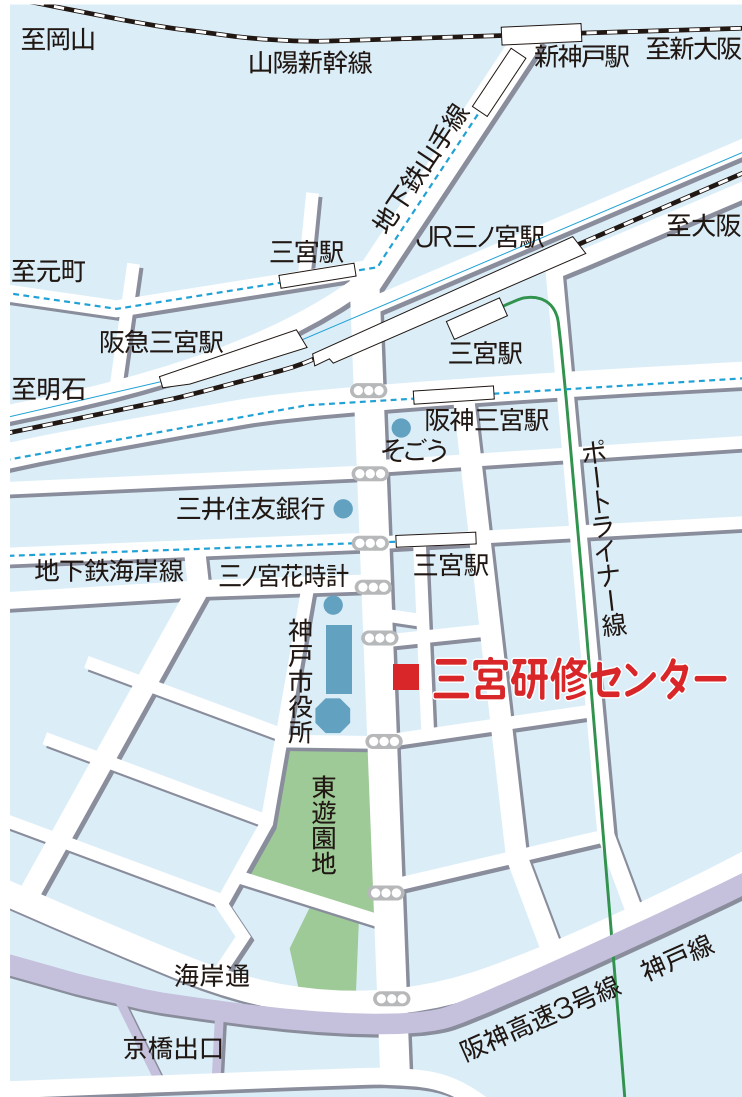 至岡山
山陽新幹線
新神戸駅
至新大阪
地下鉄山手線
JR三ノ宮駅
至大阪
三宮駅
至元町
阪急三宮駅
三宮駅
至明石
阪神三宮駅
そごう
ポートライナー線
三井住友銀行
地下鉄海岸線
三ノ宮花時計
三宮駅
神戸市役所
三宮研修センター
東遊園地
海岸通
神戸線
阪神高速3号線
京橋出口